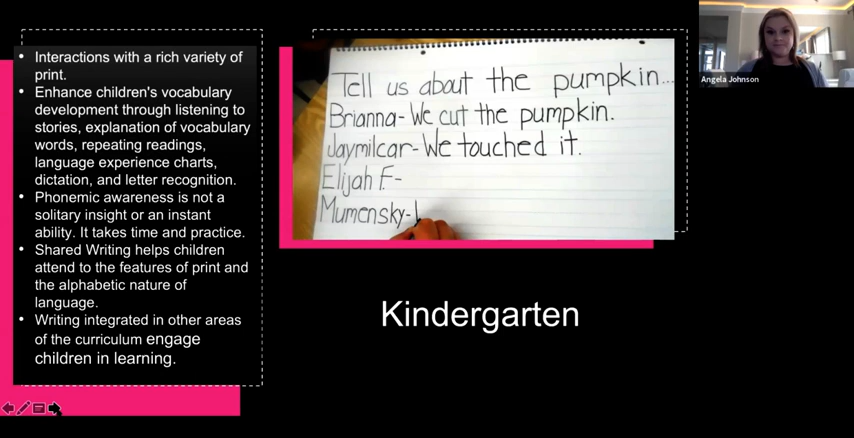 • Interactions with a rich variety of
print.
• Enhance children's vocabulary
development through listening to
stories, explanation of vocabulary
words, repeating readings,
language experience charts,
dictation, and letter recognition.
• Phonemic awareness is not a
solitary insight or an instant
ability. It takes time and practice.
• Shared Writing helps children
attend to the features of print and
the alphabetic nature of
language.
• Writing integrated in other areas
of the curriculum engage
children in learning.
Tell us about the pumpkin...
Brianna- We cut the pumpkin.
Jaymilcar- We touched it.
Elijah F.-
Mumensky-
Kindergarten
Angela Johnson